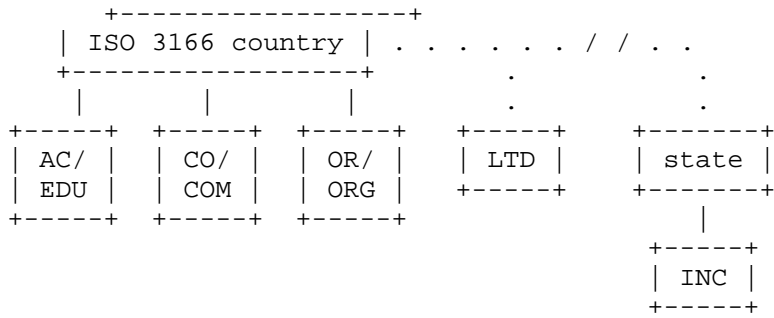 ISO 3166 country . . . . . . / / . .
AC/ CO/ OR/ LTD state
EDU COM ORG
INC